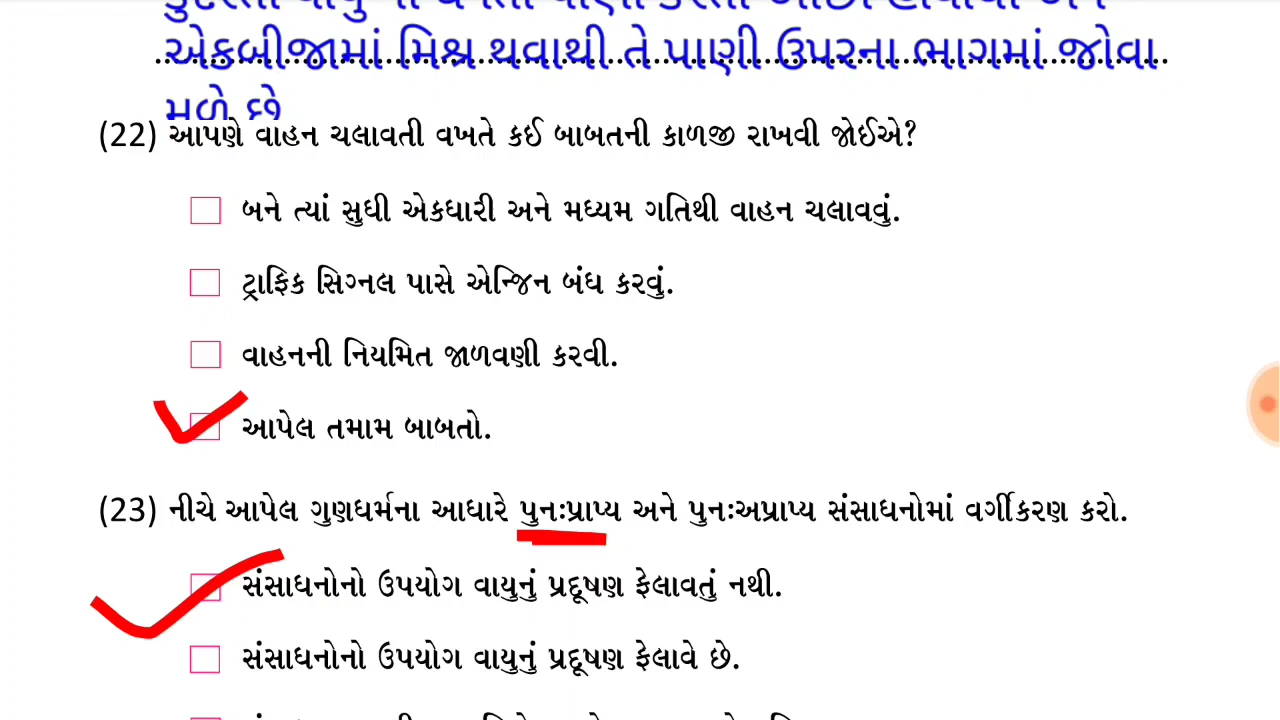 એકબીજામાં મિશ્ર થવાથી તે પાણી ઉપરના ભાગમાં જોવા
મળે છે
(22) આપણે વાહન ચલાવતી વખતે કઈ બાબતની કાળજી રાખવી જોઈએ?
બને ત્યાં સુધી એકધારી અને મધ્યમ ગતિથી વાહન ચલાવવું.
ટ્રાફિક સિગ્નલ પાસે એન્જિન બંધ કરવું.
વાહનની નિયમિત જાળવણી કરવી.
આપેલ તમામ બાબતો.
(23) નીચે આપેલ ગુણધર્મના આધારે પુનઃપ્રાપ્ય અને પુનઃઅપ્રાપ્ય સંસાધનોમાં વર્ગીકરણ કરો.
સંસાધનોનો ઉપયોગ વાયુનું પ્રદૂષણ ફેલાવતું નથી.
સંસાધનોનો ઉપયોગ વાયુનું પ્રદૂષણ ફેલાવે છે.